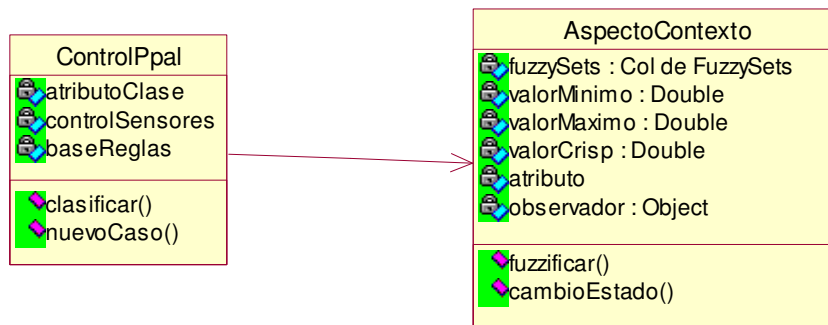 ControlPpal
atributoClase
controlSensores
baseReglas
clasificar()
nuevoCaso()
AspectoContexto
fuzzySets : Col de FuzzySets
valorMinimo : Double
valorMaximo : Double
valorCrisp : Double
atributo
observador : Object
fuzzificar()
cambioEstado()